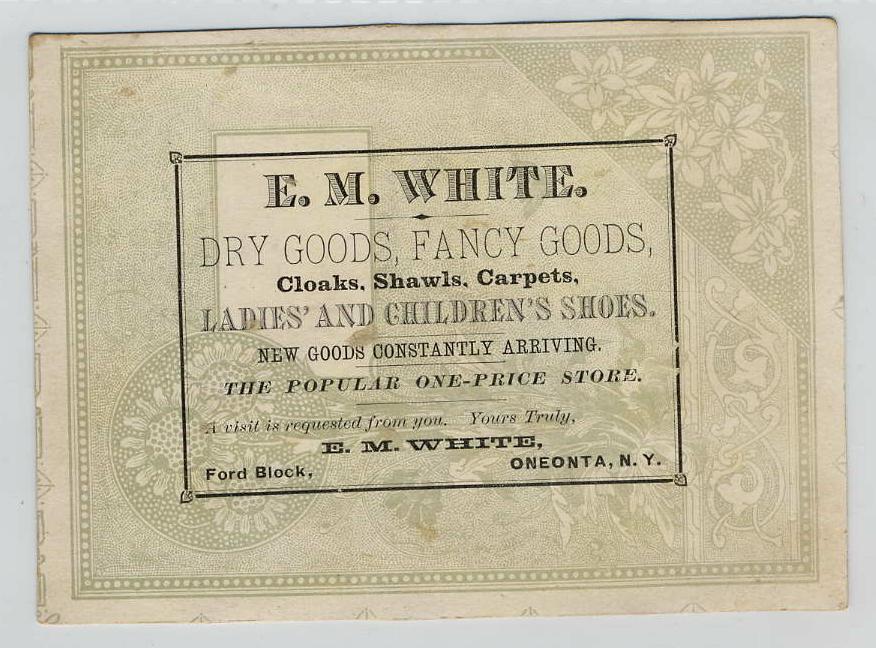 E. M. WHITE.
DRY GOODS, FANCY GOODS,
Cloaks, Shawls, Carpets,
LADIES' AND CHILDREN'S SHOES.
NEW GOODS CONSTANTLY ARRIVING.
THE POPULAR ONE-PRICE STORE.
A visit is requested from you. Yours Truly,
E. M. WHITE,
Ford Block, ONEONTA, N. Y.